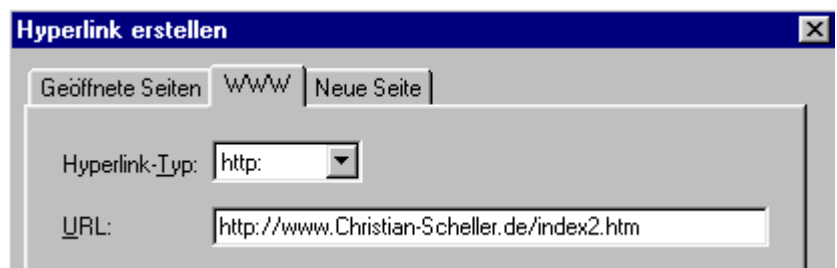 Hyperlink erstellen
Geöffnete Seiten WWW Neue Seite
Hyperlink-Typ: http:
URL: http://www.Christian-Scheller.de/index2.htm